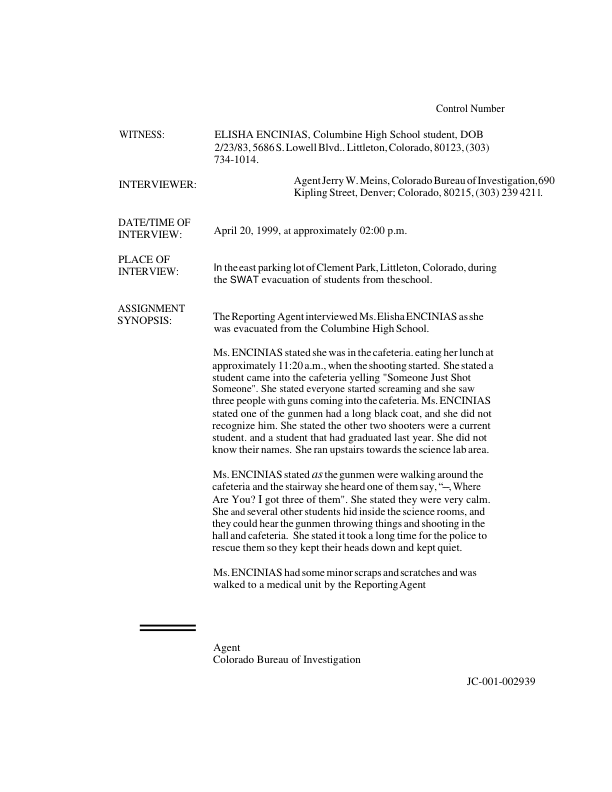 Control Number
WITNESS: ELISHA ENCINIAS, Columbine High School student, DOB
2/23/83, 5686 S. Lowell Blvd.. Littleton, Colorado, 80123, (303)
734-1014.
INTERVIEWER: Agent Jerry W. Meins, Colorado Bureau of Investigation, 690
Kipling Street, Denver; Colorado, 80215, (303) 239 4211.
DATE/TIME OF
INTERVIEW: April 20, 1999, at approximately 02:00 p.m.
PLACE OF
INTERVIEW: In the east parking lot of Clement Park, Littleton, Colorado, during
the SWAT evacuation of students from the school.
ASSIGNMENT
SYNOPSIS: The Reporting Agent interviewed Ms. Elisha ENCINIAS as she
was evacuated from the Columbine High School.
Ms. ENCINIAS stated she was in the cafeteria. eating her lunch at
approximately 11:20 a.m., when the shooting started. She stated a
student came into the cafeteria yelling "Someone Just Shot
Someone". She stated everyone started screaming and she saw
three people with guns coming into the cafeteria. Ms. ENCINIAS
stated one of the gunmen had a long black coat, and she did not
recognize him. She stated the other two shooters were a current
student. and a student that had graduated last year. She did not
know their names. She ran upstairs towards the science lab area.
Ms. ENCINIAS stated as the gunmen were walking around the
cafeteria and the stairway she heard one of them say, “–, Where
Are You? I got three of them". She stated they were very calm.
She and several other students hid inside the science rooms, and
they could hear the gunmen throwing things and shooting in the
hall and cafeteria. She stated it took a long time for the police to
rescue them so they kept their heads down and kept quiet.
Ms. ENCINIAS had some minor scraps and scratches and was
walked to a medical unit by the Reporting Agent
Agent
Colorado Bureau of Investigation
JC-001-002939